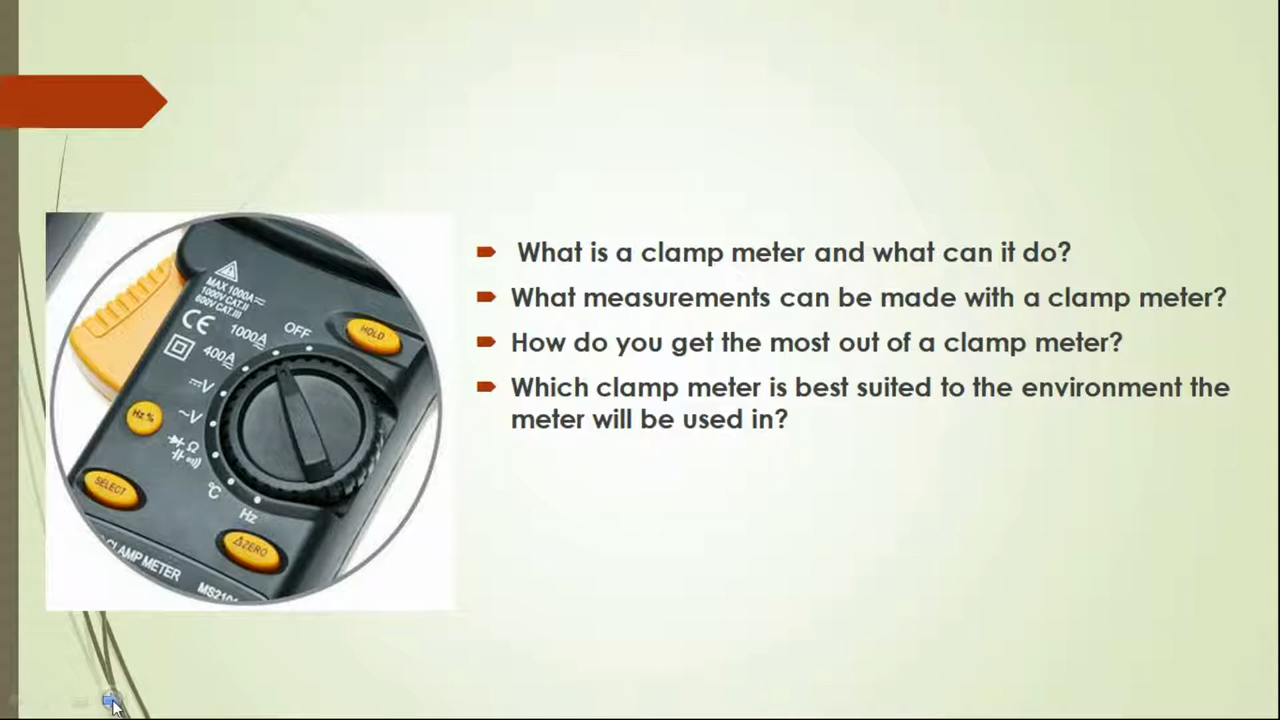 What is a clamp meter and what can it do?
What measurements can be made with a clamp meter?
How do you get the most out of a clamp meter?
Which clamp meter is best suited to the environment the
meter will be used in?
MAX 1000A
1000V CAT.II
600V CAT.III
CE
1000A
OFF
HOLD
400A
V
~V
Hz %
Ω
SELECT
°C
Hz
ΔZERO
CLAMP METER